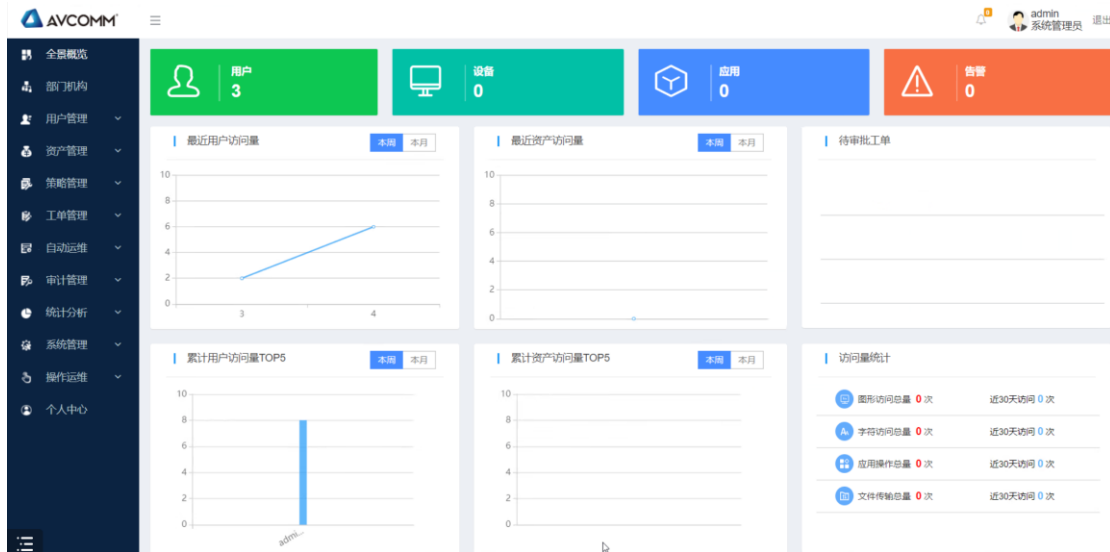 AVCOMM
8
admin
系统管理员
退出
全景概览
部门机构
用户管理
资产管理
策略管理
工单管理
自动运维
审计管理
统计分析
系统管理
操作运维
个人中心
用户
3
设备
0
应用
0
告警
0
最近用户访问量
本周 本月
10
8
6
4
2
0
3 4
最近资产访问量
本周 本月
10
8
6
4
2
0
待审批工单
累计用户访问量TOP5
本周 本月
10
8
6
4
2
0
admi...
累计资产访问量TOP5
本周 本月
10
8
6
4
2
0
访问量统计
图形访问总量 0 次 近30天访问 0 次
字符访问总量 0 次 近30天访问 0 次
应用操作总量 0 次 近30天访问 0 次
文件传输总量 0 次 近30天访问 0 次